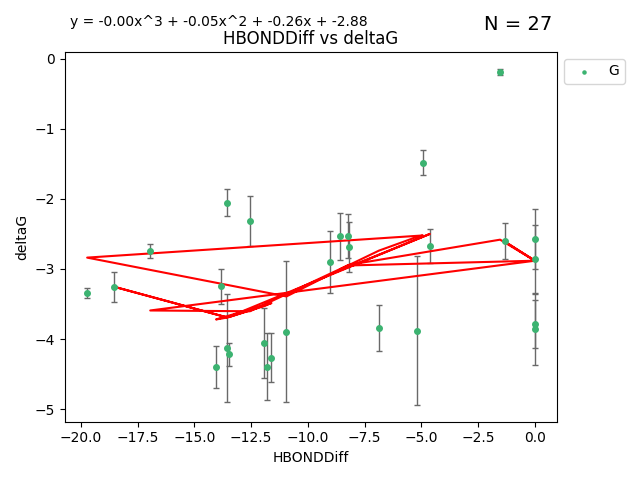 y = -0.00x^3 + -0.05x^2 + -0.26x + -2.88
N = 27
HBONDDiff vs deltaG
G
0
−1
−2
−3
−4
−5
deltaG
−20.0 −17.5 −15.0 −12.5 −10.0 −7.5 −5.0 −2.5 0.0
HBONDDiff